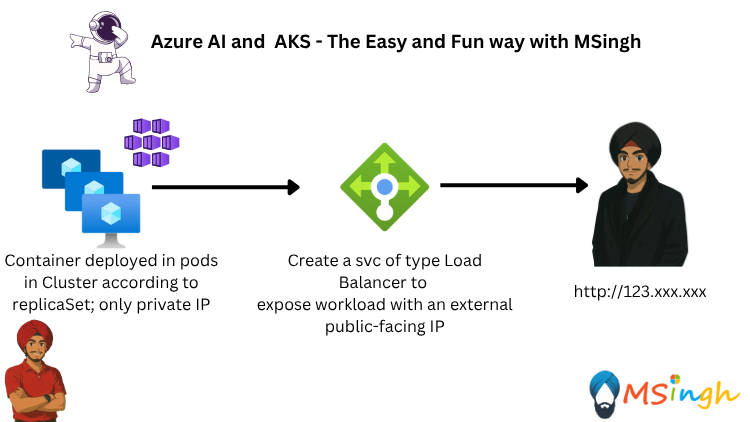 Azure AI and  AKS - The Easy and Fun way with MSingh
Container deployed in pods
in Cluster according to
replicaSet; only private IP
Create a svc of type Load
Balancer to
expose workload with an external
public-facing IP
http://123.xxx.xxx
MSingh